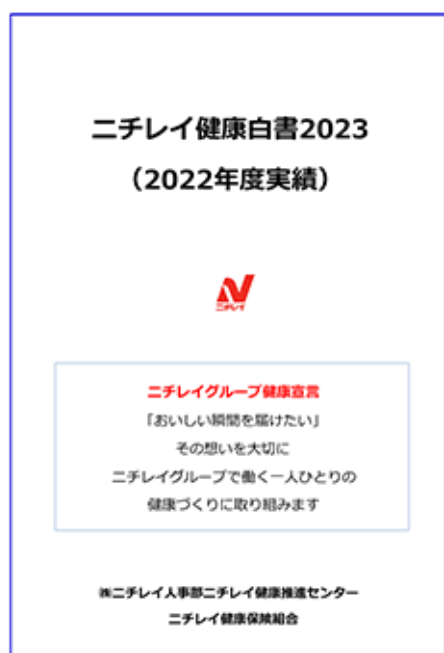 ニチレイ健康白書2023
（2022年度実績）
ニチレイ
ニチレイグループ健康宣言
「おいしい瞬間を届けたい」
その想いを大切に
ニチレイグループで働く一人ひとりの
健康づくりに取り組みます
㈱ニチレイ人事部ニチレイ健康推進センター
ニチレイ健康保険組合